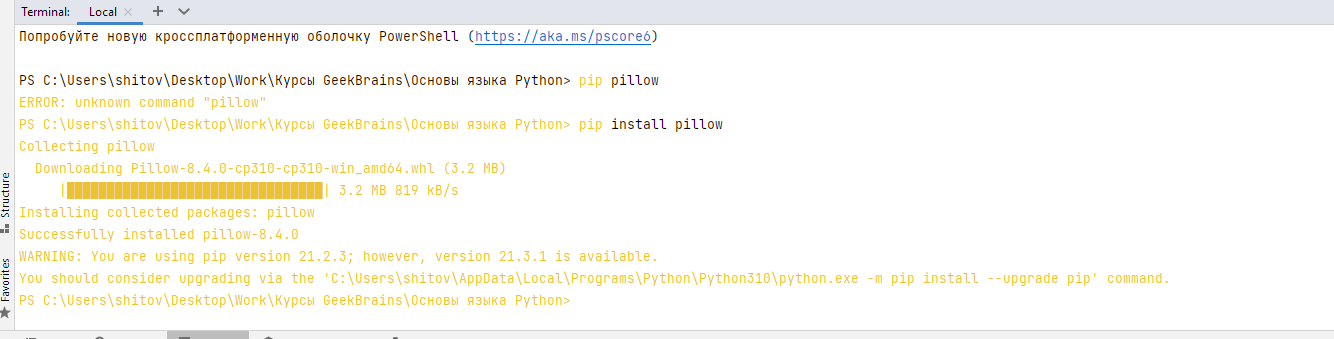 Terminal: Local × + ∨
Попробуйте новую кроссплатформенную оболочку PowerShell (https://aka.ms/pscore6)
PS C:\Users\shitov\Desktop\Work\Курсы GeekBrains\Основы языка Python> pip pillow
ERROR: unknown command "pillow"
PS C:\Users\shitov\Desktop\Work\Курсы GeekBrains\Основы языка Python> pip install pillow
Collecting pillow
Downloading Pillow-8.4.0-cp310-cp310-win_amd64.whl (3.2 MB)
|████████████████████████████████| 3.2 MB 819 kB/s
Installing collected packages: pillow
Successfully installed pillow-8.4.0
WARNING: You are using pip version 21.2.3; however, version 21.3.1 is available.
You should consider upgrading via the 'C:\Users\shitov\AppData\Local\Programs\Python\Python310\python.exe -m pip install --upgrade pip' command.
PS C:\Users\shitov\Desktop\Work\Курсы GeekBrains\Основы языка Python>
Structure
Favorites